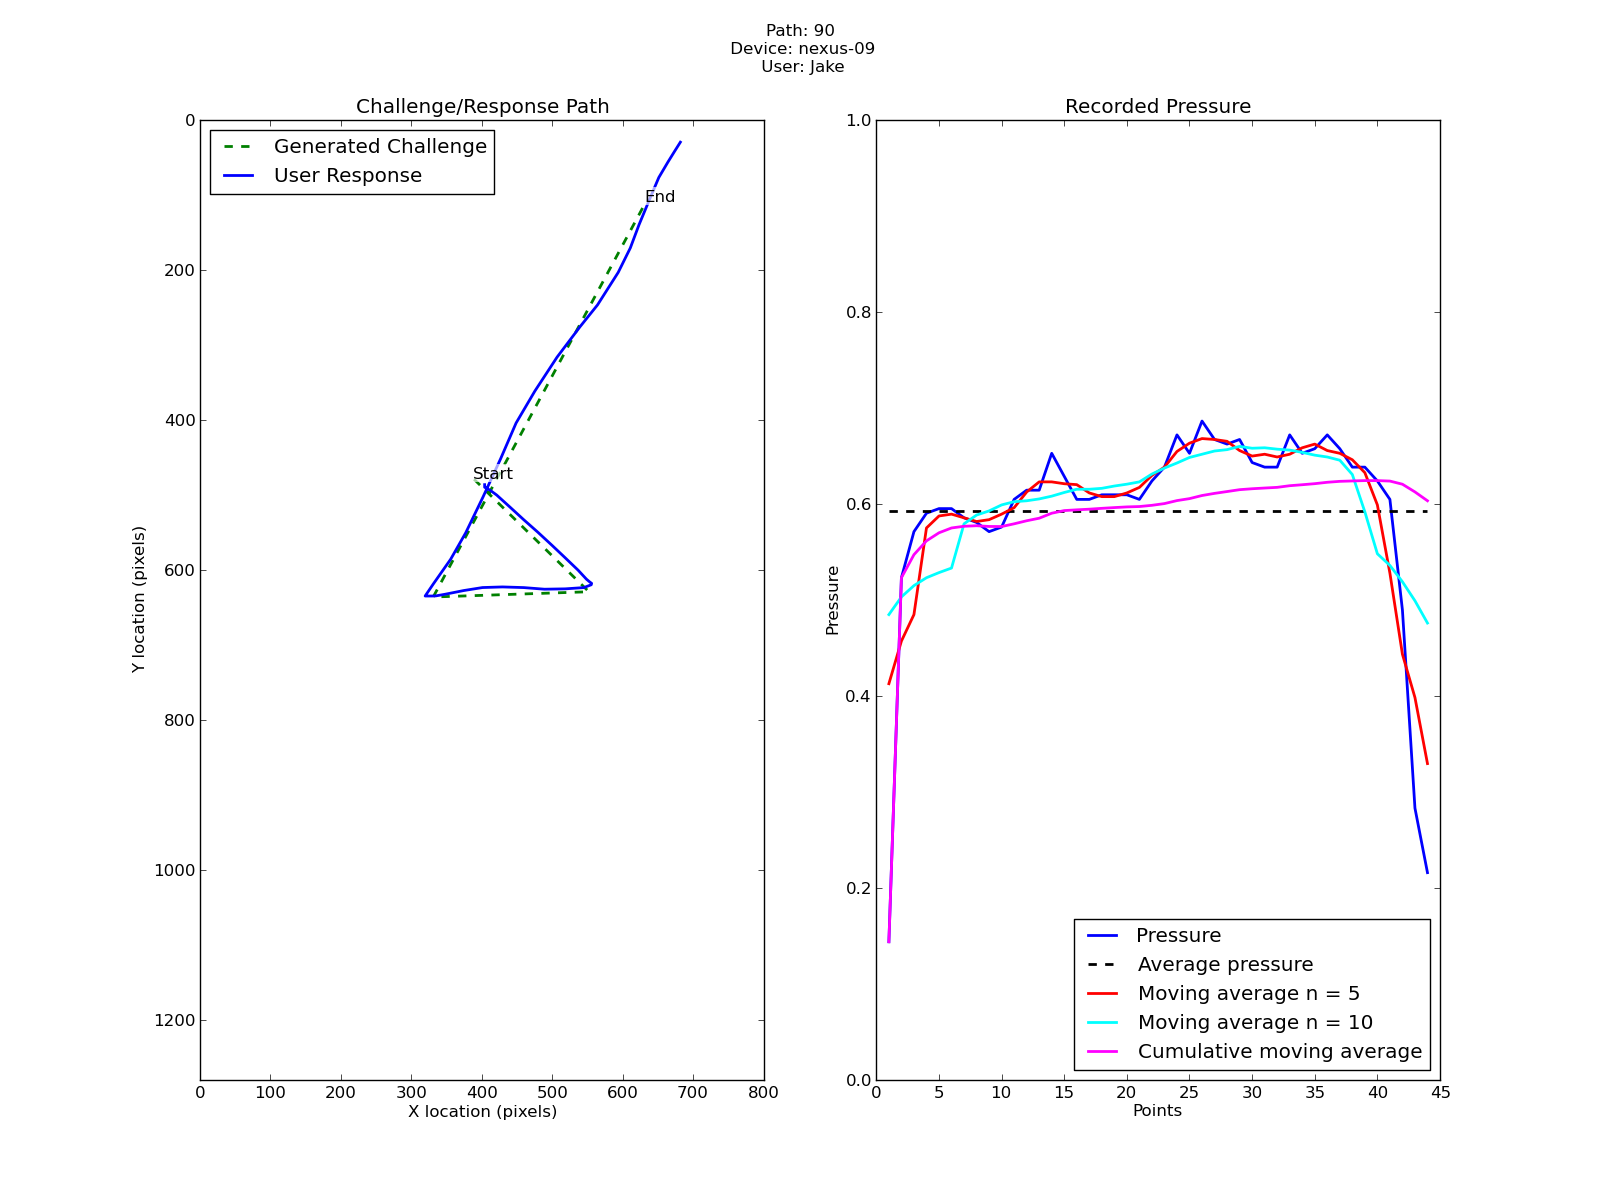 Path: 90
Device: nexus-09
User: Jake
Challenge/Response Path
Generated Challenge
User Response
End
Start
0
200
400
600
800
1000
1200
Y location (pixels)
0 100 200 300 400 500 600 700 800
X location (pixels)
Recorded Pressure
1.0
0.8
0.6
0.4
0.2
0.0
Pressure
Pressure
Average pressure
Moving average n = 5
Moving average n = 10
Cumulative moving average
0 5 10 15 20 25 30 35 40 45
Points